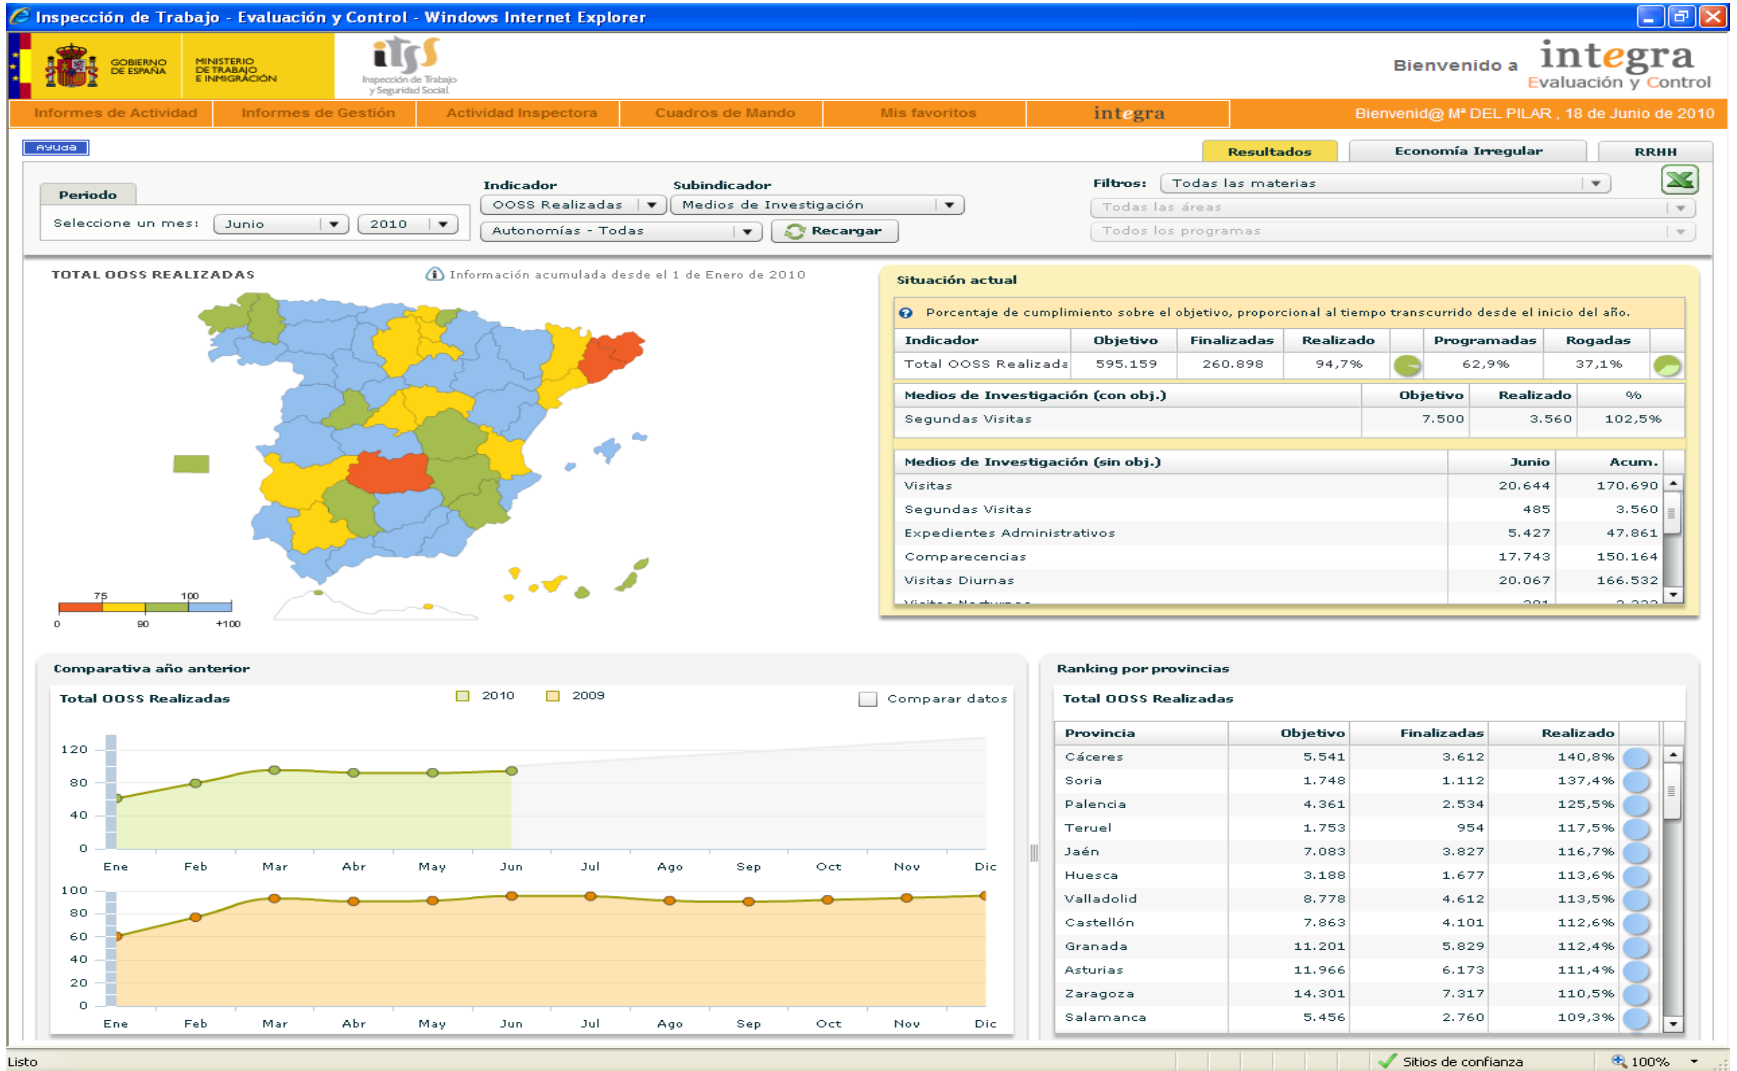 Inspección de Trabajo - Evaluación y Control - Windows Internet Explorer
GOBIERNO DE ESPAÑA
MINISTERIO DE TRABAJO E INMIGRACIÓN
itss
Inspección de Trabajo y Seguridad Social
Bienvenido a integra
Evaluación y Control
Informes de Actividad Informes de Gestión Actividad Inspectora Cuadros de Mando Mis favoritos integra Bienvenid@ Mª DEL PILAR , 18 de Junio de 2010
Ayuda
Resultados Economía Irregular RRHH
Periodo
Seleccione un mes: Junio 2010
Indicador Subindicador
OOSS Realizadas Medios de Investigación
Autonomías - Todas Recargar
Filtros: Todas las materias
Todas las áreas
Todos los programas
TOTAL OOSS REALIZADAS
Información acumulada desde el 1 de Enero de 2010
75 100
0 90 +100
Situación actual
Porcentaje de cumplimiento sobre el objetivo, proporcional al tiempo transcurrido desde el inicio del año.
Indicador Objetivo Finalizadas Realizado Programadas Rogadas
Total OOSS Realizada 595.159 260.898 94,7% 62,9% 37,1%
Medios de Investigación (con obj.) Objetivo Realizado %
Segundas Visitas 7.500 3.560 102,5%
Medios de Investigación (sin obj.) Junio Acum.
Visitas 20.644 170.690
Segundas Visitas 485 3.560
Expedientes Administrativos 5.427 47.861
Comparecencias 17.743 150.164
Visitas Diurnas 20.067 166.532
Comparativa año anterior
Total OOSS Realizadas 2010 2009 Comparar datos
120
80
40
0
Ene Feb Mar Abr May Jun Jul Ago Sep Oct Nov Dic
100
80
60
40
20
0
Ene Feb Mar Abr May Jun Jul Ago Sep Oct Nov Dic
Ranking por provincias
Total OOSS Realizadas
Provincia Objetivo Finalizadas Realizado
Cáceres 5.541 3.612 140,8%
Soria 1.748 1.112 137,4%
Palencia 4.361 2.534 125,5%
Teruel 1.753 954 117,5%
Jaén 7.083 3.827 116,7%
Huesca 3.188 1.677 113,6%
Valladolid 8.778 4.612 113,5%
Castellón 7.863 4.101 112,6%
Granada 11.201 5.829 112,4%
Asturias 11.966 6.173 111,4%
Zaragoza 14.301 7.317 110,5%
Salamanca 5.456 2.760 109,3%
Listo Sitios de confianza 100%